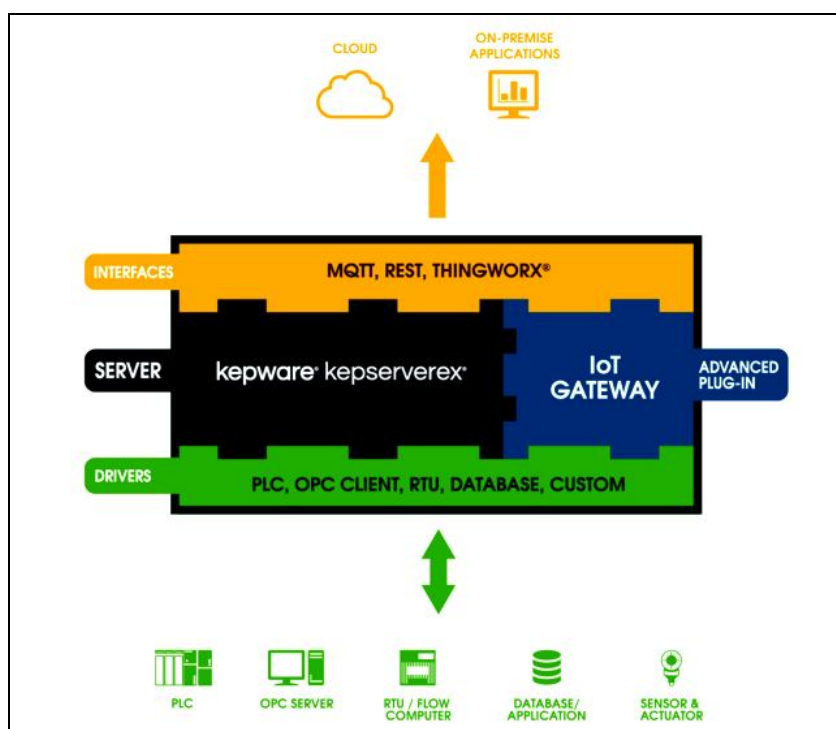 CLOUD
ON-PREMISE
APPLICATIONS
INTERFACES
MQTT, REST, THINGWORX®
SERVER
kepware® kepserverex®
IoT
GATEWAY
ADVANCED
PLUG-IN
DRIVERS
PLC, OPC CLIENT, RTU, DATABASE, CUSTOM
PLC
OPC SERVER
RTU / FLOW
COMPUTER
DATABASE/
APPLICATION
SENSOR &
ACTUATOR